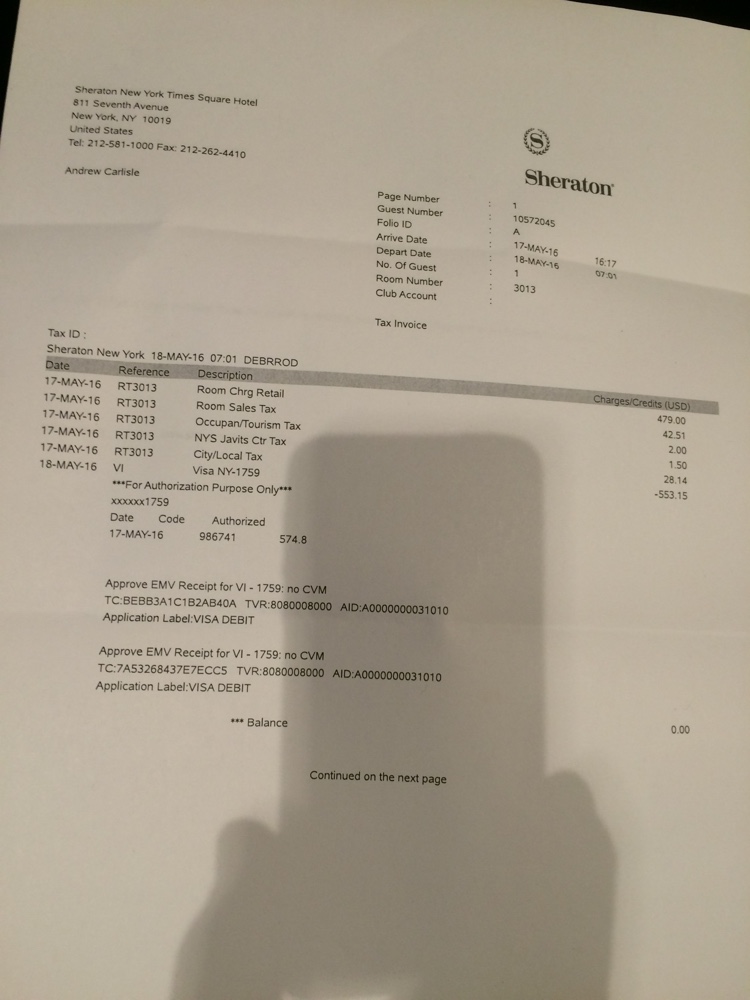 Sheraton New York Times Square Hotel
811 Seventh Avenue
New York, NY 10019
United States
Tel: 212-581-1000 Fax: 212-262-4410
Andrew Carlisle
S
Sheraton
Page Number : 1
Guest Number : 10572045
Folio ID : A
Arrive Date : 17-MAY-16 16:17
Depart Date : 18-MAY-16 07:01
No. Of Guest : 1
Room Number : 3013
Club Account :
Tax Invoice
Tax ID :
Sheraton New York 18-MAY-16 07:01 DEBRROD
Date Reference Description Charges/Credits (USD)
17-MAY-16 RT3013 Room Chrg Retail 479.00
17-MAY-16 RT3013 Room Sales Tax 42.51
17-MAY-16 RT3013 Occupan/Tourism Tax 2.00
17-MAY-16 RT3013 NYS Javits Ctr Tax 1.50
17-MAY-16 RT3013 City/Local Tax 28.14
18-MAY-16 VI Visa NY-1759 -553.15
***For Authorization Purpose Only***
xxxxxx1759
Date Code Authorized
17-MAY-16 986741 574.8
Approve EMV Receipt for VI - 1759: no CVM
TC:BEBB3A1C1B2AB40A TVR:8080008000 AID:A0000000031010
Application Label:VISA DEBIT
Approve EMV Receipt for VI - 1759: no CVM
TC:7A53268437E7ECC5 TVR:8080008000 AID:A0000000031010
Application Label:VISA DEBIT
*** Balance 0.00
Continued on the next page